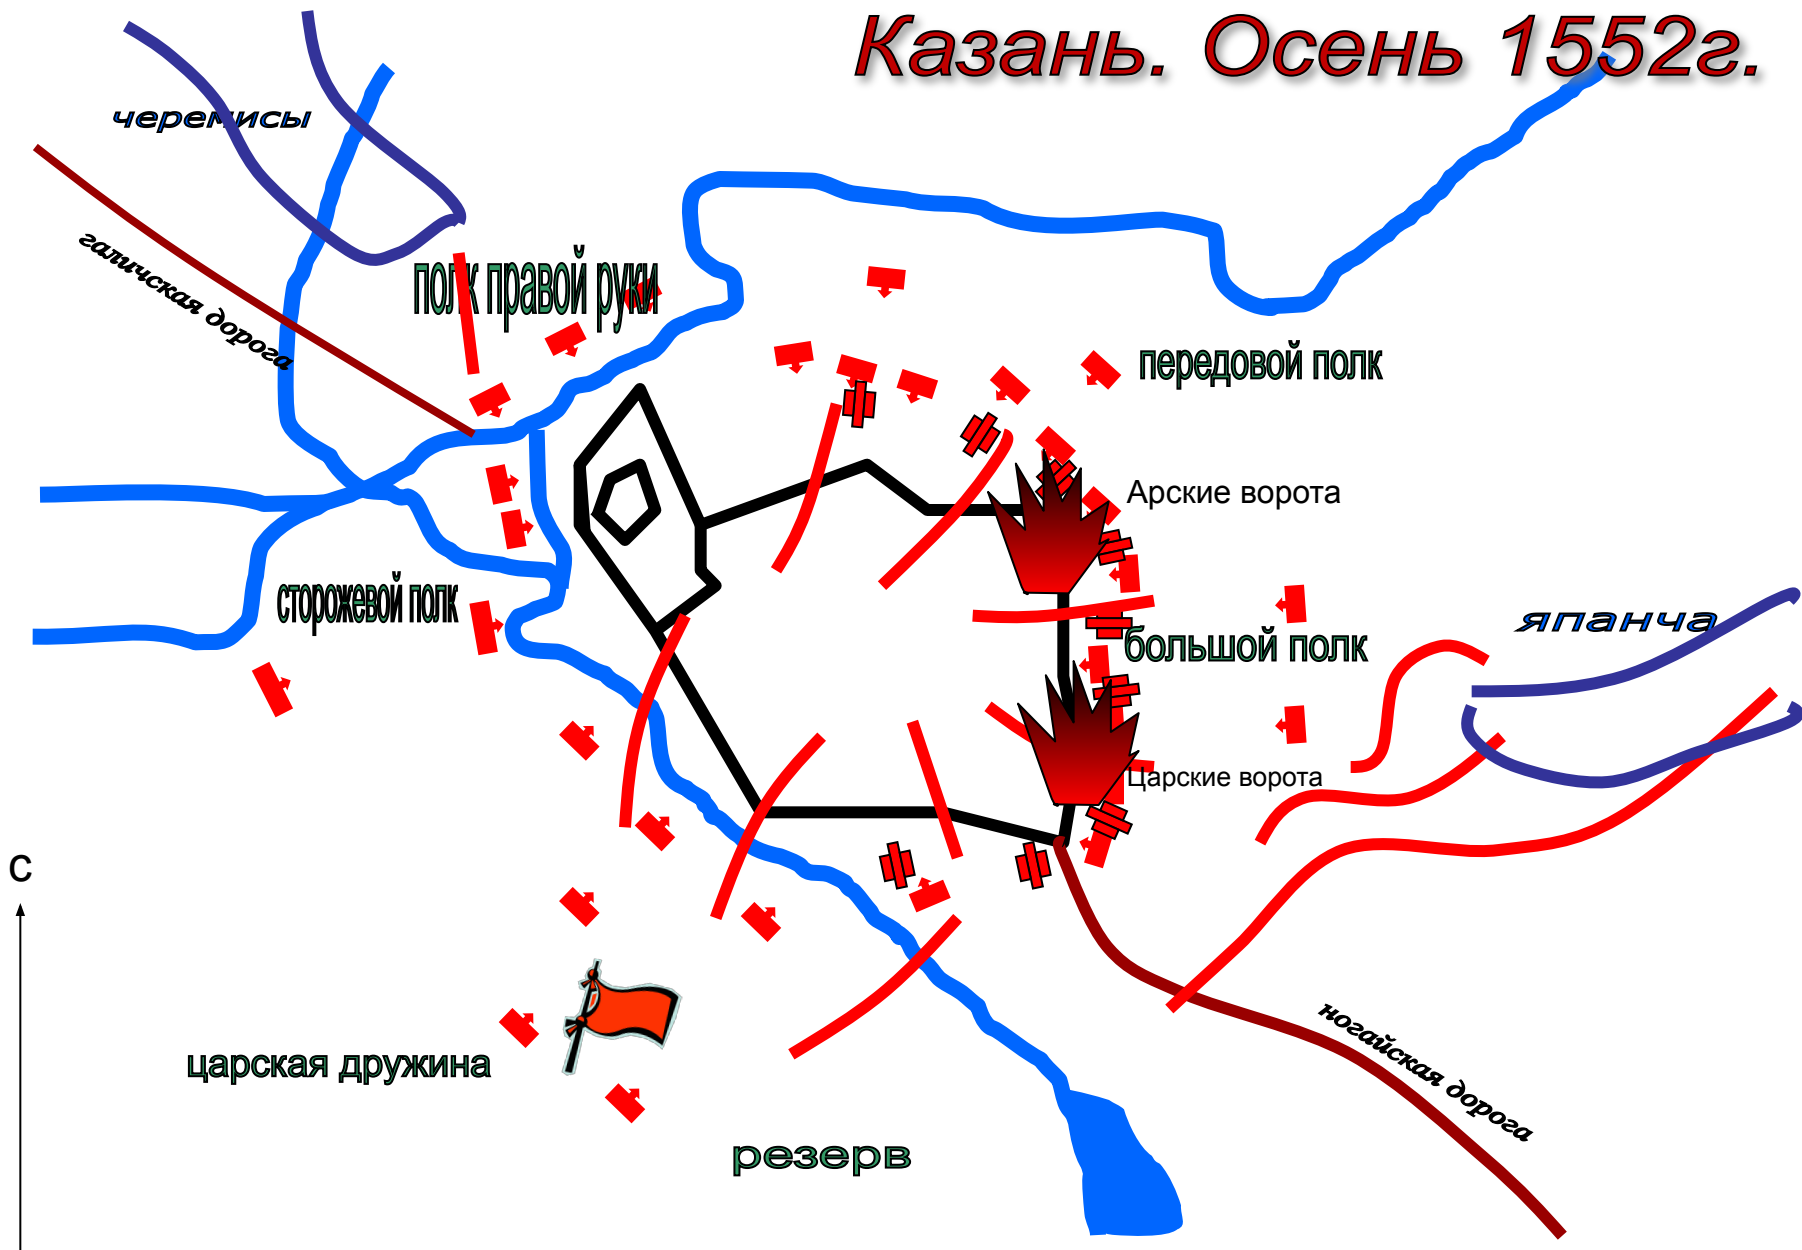 Казань. Осень 1552г.
черемисы
галичская дорога
полк правой руки
передовой полк
Арские ворота
сторожевой полк
япанча
большой полк
Царские ворота
с
ногайская дорога
царская дружина
резерв